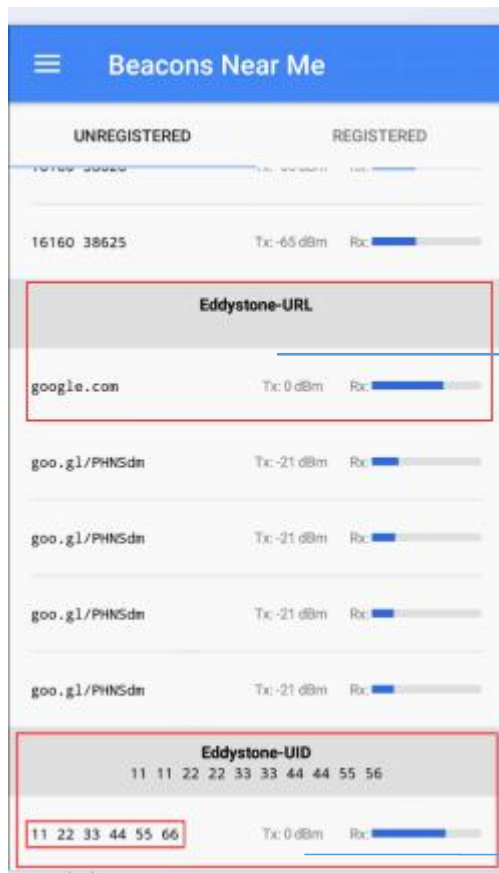 Beacons Near Me
UNREGISTERED REGISTERED
16160 38625 Tx: -65 dBm Rx:
Eddystone-URL
google.com Tx: 0 dBm Rx:
goo.gl/PHNSdm Tx: -21 dBm Rx:
goo.gl/PHNSdm Tx: -21 dBm Rx:
goo.gl/PHNSdm Tx: -21 dBm Rx:
goo.gl/PHNSdm Tx: -21 dBm Rx:
Eddystone-UID
11 11 22 22 33 33 44 44 55 56
11 22 33 44 55 66 Tx: 0 dBm Rx: